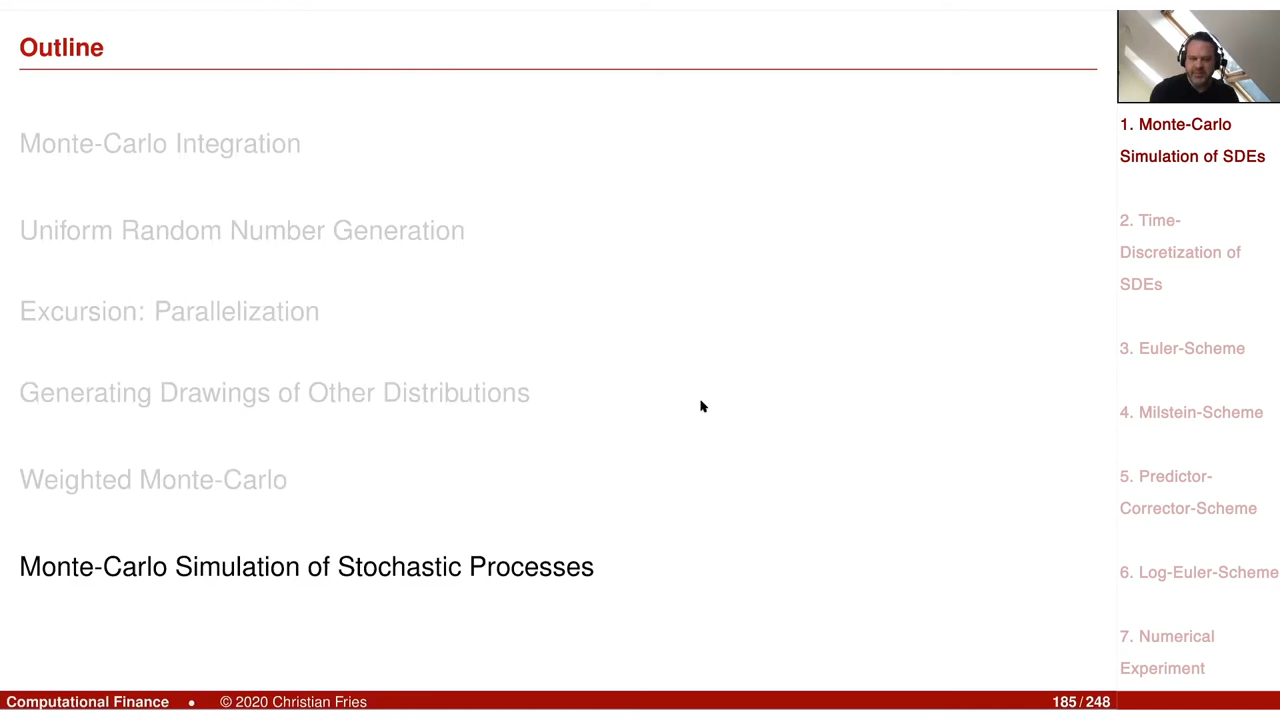 Outline
Monte-Carlo Integration
Uniform Random Number Generation
Excursion: Parallelization
Generating Drawings of Other Distributions
Weighted Monte-Carlo
Monte-Carlo Simulation of Stochastic Processes
1. Monte-Carlo
Simulation of SDEs
2. Time-
Discretization of
SDEs
3. Euler-Scheme
4. Milstein-Scheme
5. Predictor-
Corrector-Scheme
6. Log-Euler-Scheme
7. Numerical
Experiment
Computational Finance • © 2020 Christian Fries 185 / 248